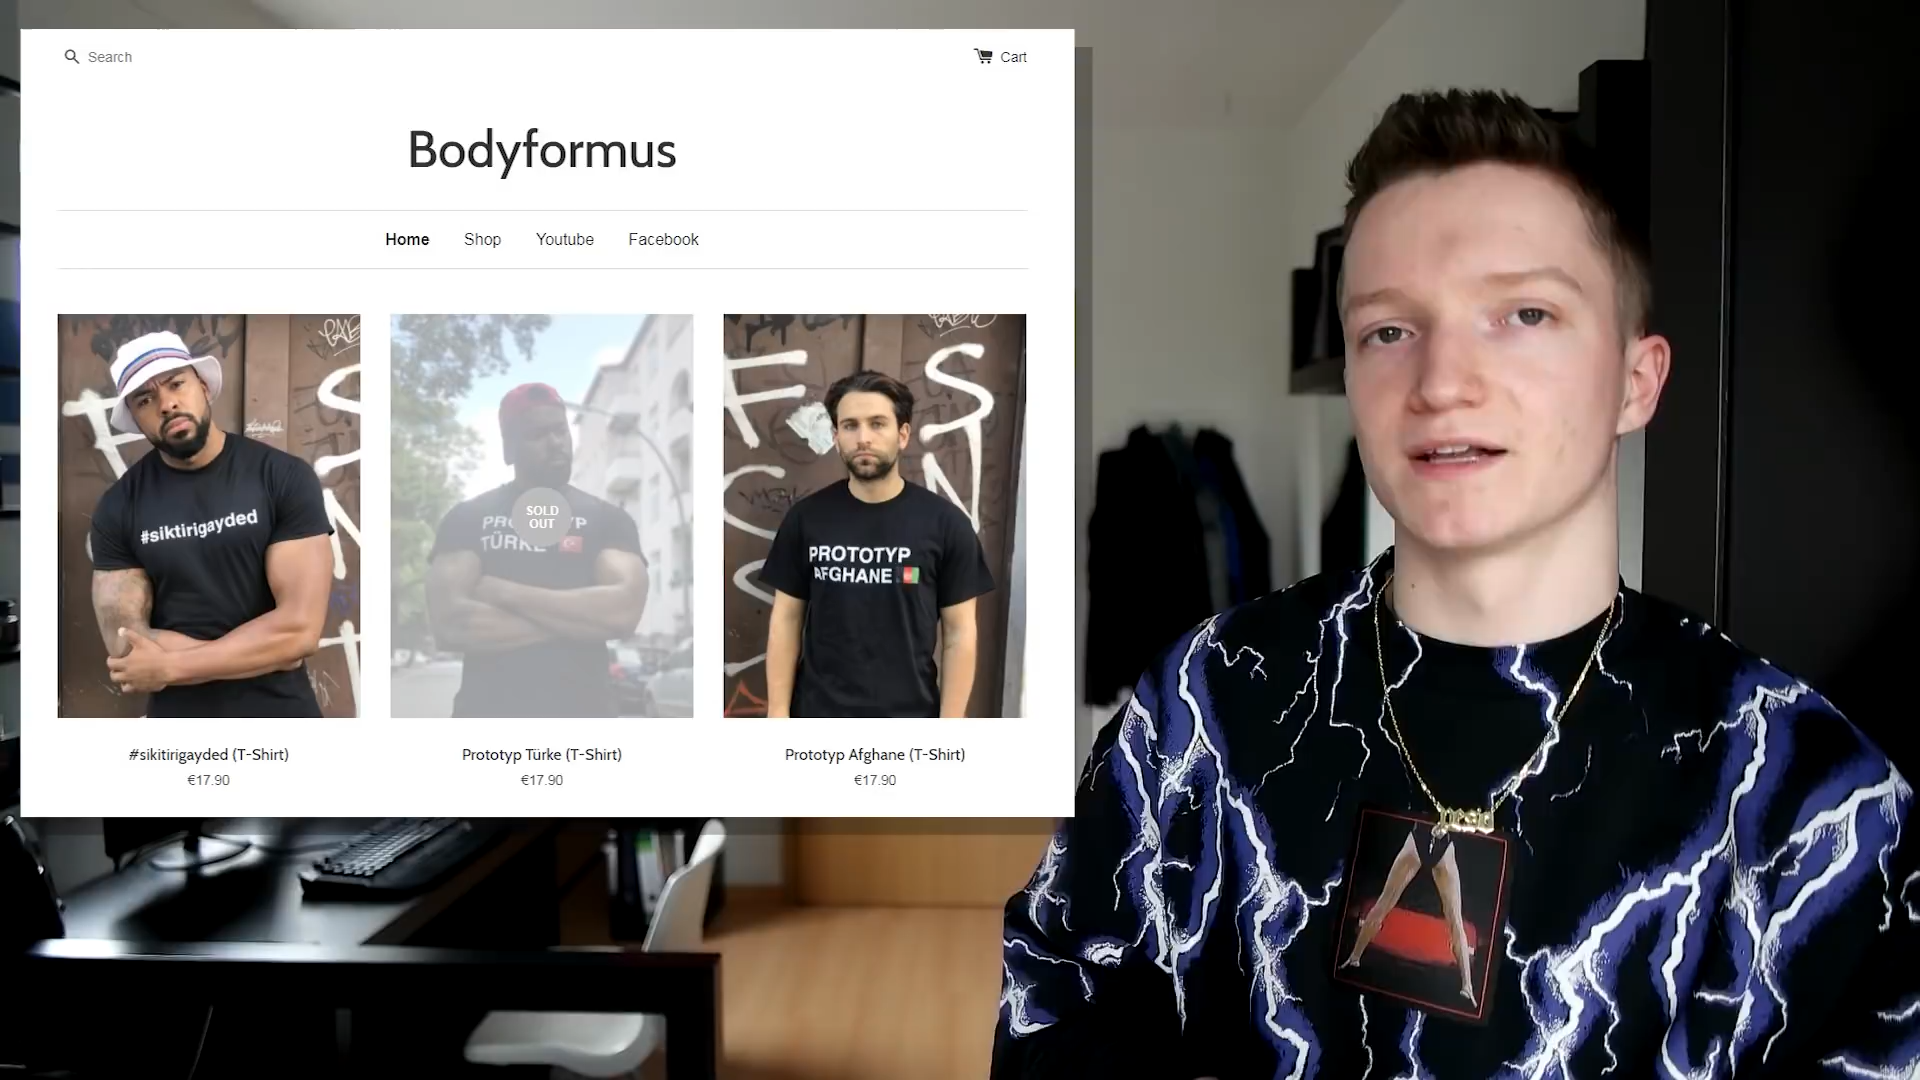 Search
Cart
Bodyformus
Home Shop Youtube Facebook
#siktirigayded
SOLD
OUT
PROTOTYP
AFGHANE
#sikitirigayded (T-Shirt)
€17.90
Prototyp Türke (T-Shirt)
€17.90
Prototyp Afghane (T-Shirt)
€17.90